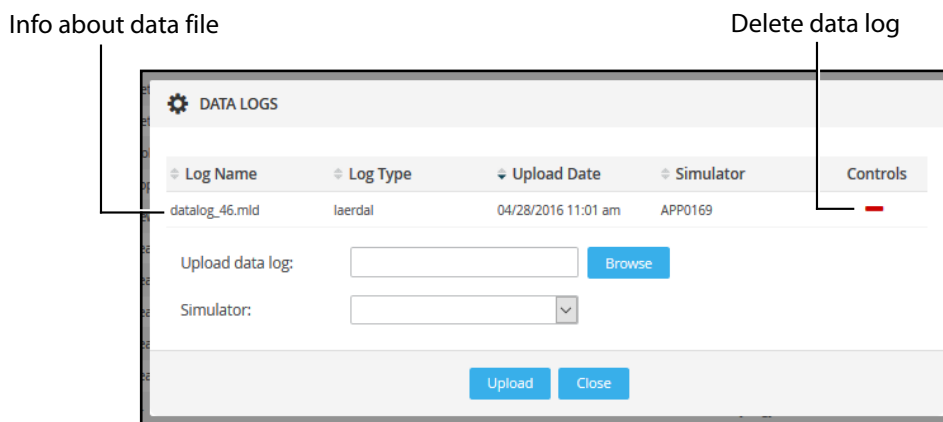 Info about data file
Delete data log
DATA LOGS
Log Name Log Type Upload Date Simulator Controls
datalog_46.mld laerdal 04/28/2016 11:01 am APP0169
Upload data log: Browse
Simulator:
Upload Close